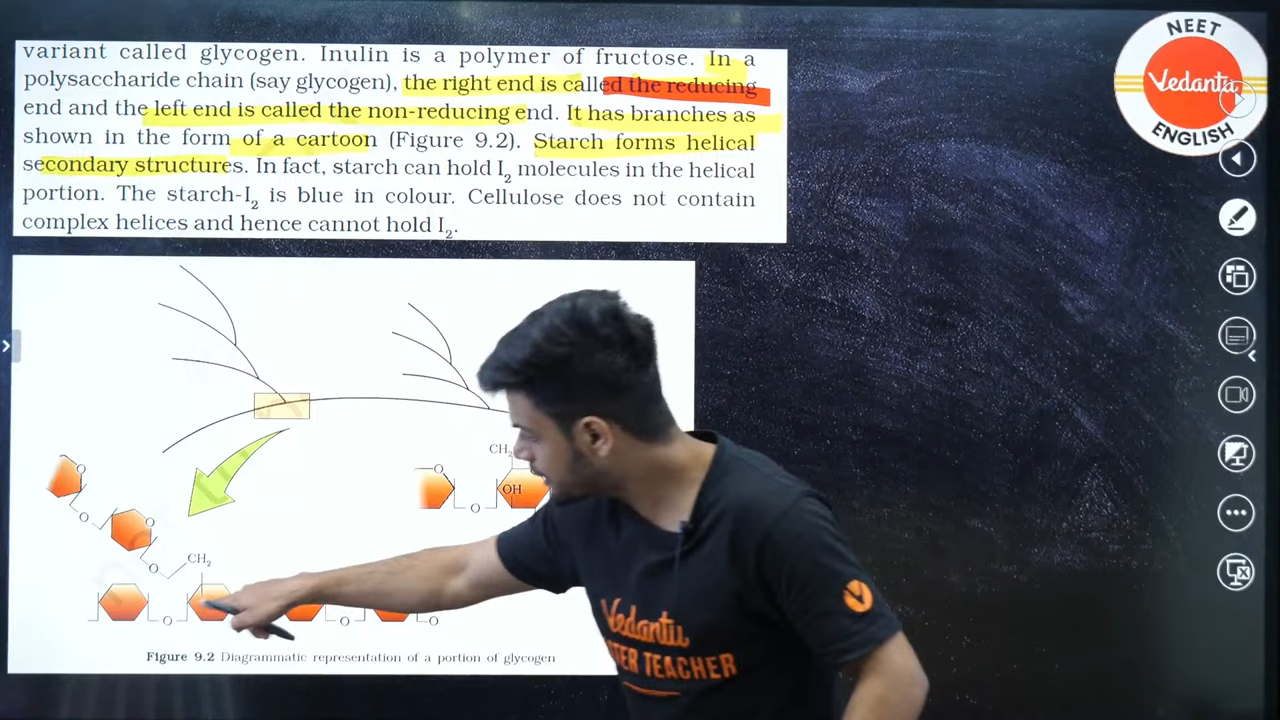 variant called glycogen. Inulin is a polymer of fructose. In a
polysaccharide chain (say glycogen), the right end is called the reducing
end and the left end is called the non-reducing end. It has branches as
shown in the form of a cartoon (Figure 9.2). Starch forms helical
secondary structures. In fact, starch can hold I₂ molecules in the helical
portion. The starch-I₂ is blue in colour. Cellulose does not contain
complex helices and hence cannot hold I₂.
NEET
Vedantu
ENGLISH
CH₂
O
O
OH
O
O
O
O
O
CH₂
O
O
O
Figure 9.2 Diagrammatic representation of a portion of glycogen
Vedantu
TEACHER